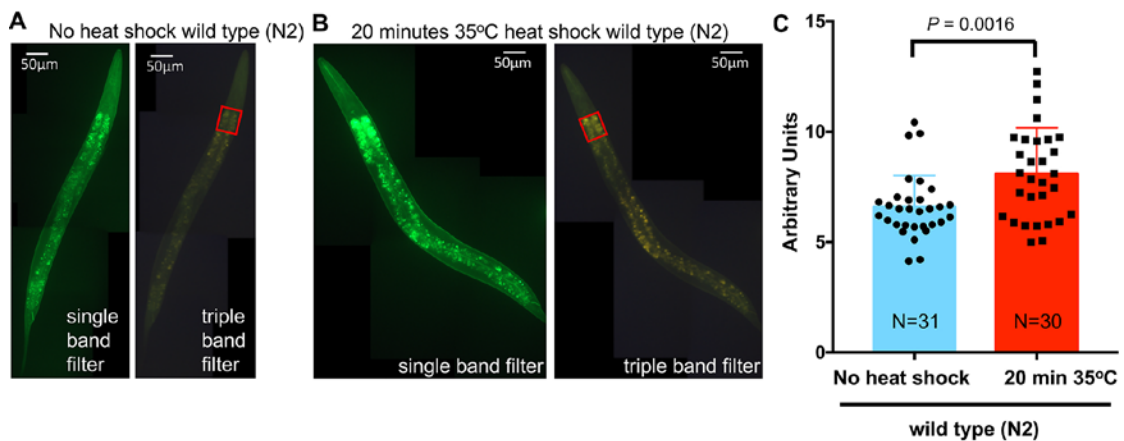 A
No heat shock wild type (N2)
50µm
50µm
single
band
filter
triple
band
filter
B
20 minutes 35ºC heat shock wild type (N2)
50µm
50µm
single band filter
triple band filter
C
P = 0.0016
15
10
5
0
Arbitrary Units
N=31
N=30
No heat shock
20 min 35ºC
wild type (N2)